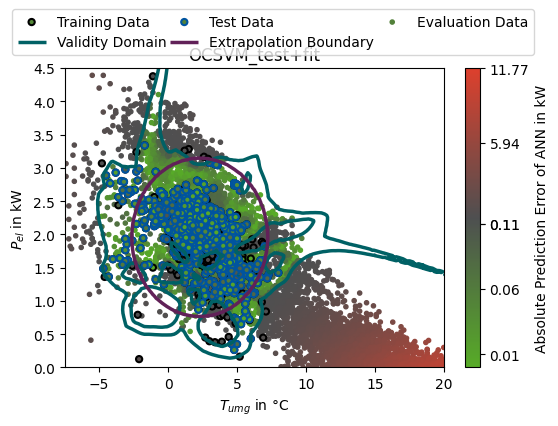 Training Data Test Data Evaluation Data
Validity Domain Extrapolation Boundary
OCSVM_test+fit
4.5
4.0
3.5
3.0
2.5
2.0
1.5
1.0
0.5
0.0
P_el in kW
−5 0 5 10 15 20
T_umg in °C
11.77
5.94
0.11
0.06
0.01
Absolute Prediction Error of ANN in kW